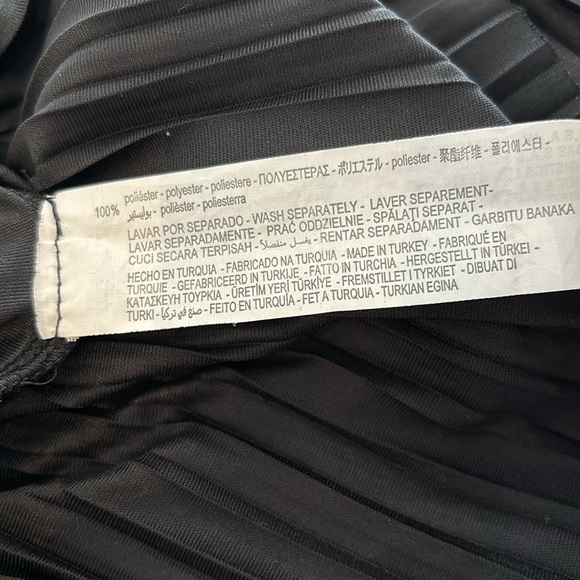 100% poliéster - polyester - poliestere - ΠΟΛΥΕΣΤΕΡΑΣ - ポリエステル - poliester - 聚酯纤维 - 폴리에스터 -
بوليستير - polièster - poliesterra
LAVAR POR SEPARADO - WASH SEPARATELY - LAVER SEPAREMENT-
LAVAR SEPARADAMENTE - PRAĆ ODDZIELNIE - SPĂLAȚI SEPARAT -
CUCI SECARA TERPISAH - يغسل منفصلاً - RENTAR SEPARADAMENT - GARBITU BANAKA
HECHO EN TURQUIA - FABRICADO NA TURQUIA - MADE IN TURKEY - FABRIQUÉ EN
TURQUIE - GEFABRICEERD IN TURKIJE - FATTO IN TURCHIA - HERGESTELLT IN TÜRKEI -
ΚΑΤΑΣΚΕΥΗ ΤΟΥΡΚΙΑ - ÜRETİM YERİ TÜRKİYE - FREMSTILLET I TYRKIET - DIBUAT DI
TURKI - صنع في تركيا - FEITO EN TURQUÍA - FET A TURQUIA - TURKIAN EGINA